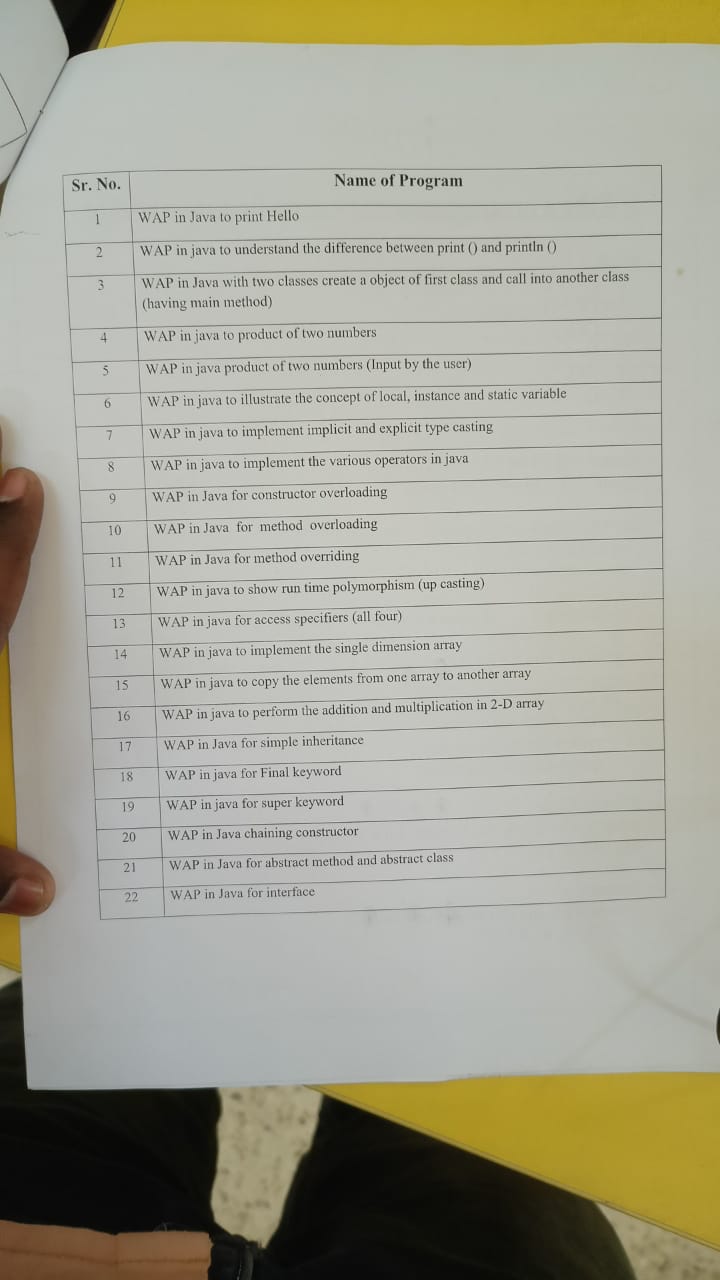 Sr. No. Name of Program
1 WAP in Java to print Hello
2 WAP in java to understand the difference between print () and println ()
3 WAP in Java with two classes create a object of first class and call into another class
(having main method)
4 WAP in java to product of two numbers
5 WAP in java product of two numbers (Input by the user)
6 WAP in java to illustrate the concept of local, instance and static variable
7 WAP in java to implement implicit and explicit type casting
8 WAP in java to implement the various operators in java
9 WAP in Java for constructor overloading
10 WAP in Java for method overloading
11 WAP in Java for method overriding
12 WAP in java to show run time polymorphism (up casting)
13 WAP in java for access specifiers (all four)
14 WAP in java to implement the single dimension array
15 WAP in java to copy the elements from one array to another array
16 WAP in java to perform the addition and multiplication in 2-D array
17 WAP in Java for simple inheritance
18 WAP in java for Final keyword
19 WAP in java for super keyword
20 WAP in Java chaining constructor
21 WAP in Java for abstract method and abstract class
22 WAP in Java for interface